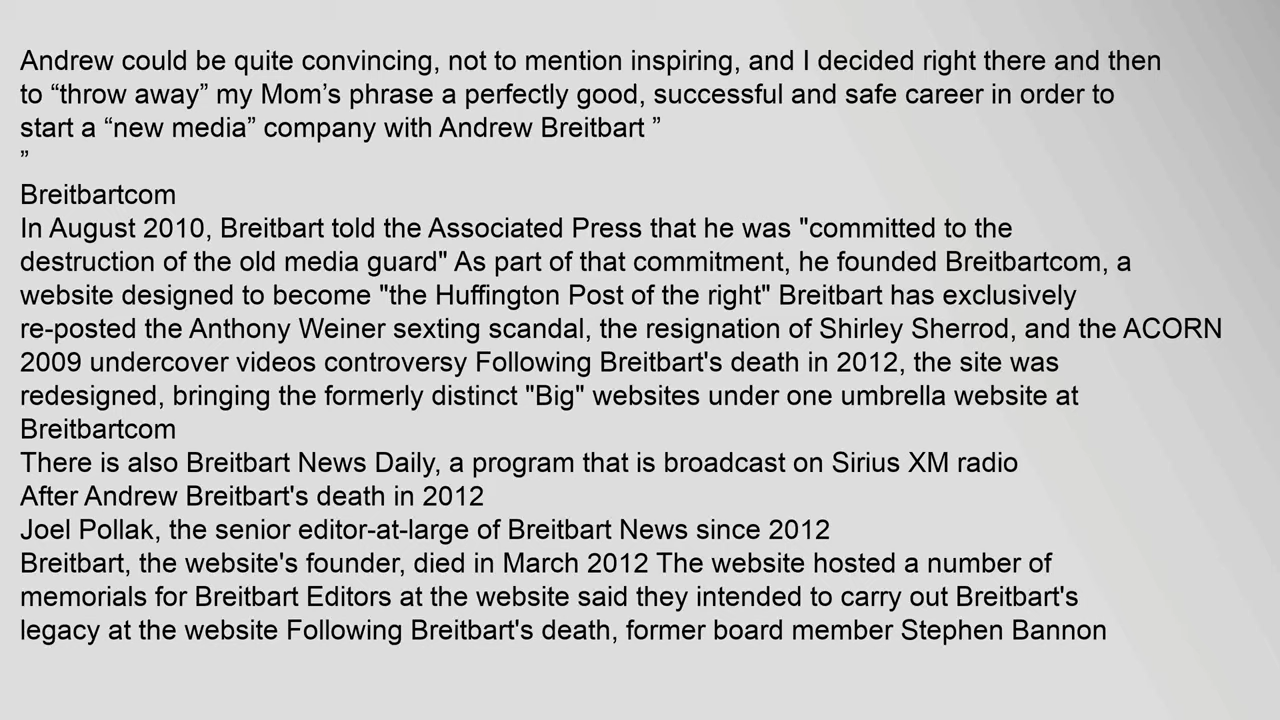 Andrew could be quite convincing, not to mention inspiring, and I decided right there and then
to “throw away” my Mom’s phrase a perfectly good, successful and safe career in order to
start a “new media” company with Andrew Breitbart ”
”
Breitbartcom
In August 2010, Breitbart told the Associated Press that he was "committed to the
destruction of the old media guard" As part of that commitment, he founded Breitbartcom, a
website designed to become "the Huffington Post of the right" Breitbart has exclusively
re-posted the Anthony Weiner sexting scandal, the resignation of Shirley Sherrod, and the ACORN
2009 undercover videos controversy Following Breitbart's death in 2012, the site was
redesigned, bringing the formerly distinct "Big" websites under one umbrella website at
Breitbartcom
There is also Breitbart News Daily, a program that is broadcast on Sirius XM radio
After Andrew Breitbart's death in 2012
Joel Pollak, the senior editor-at-large of Breitbart News since 2012
Breitbart, the website's founder, died in March 2012 The website hosted a number of
memorials for Breitbart Editors at the website said they intended to carry out Breitbart's
legacy at the website Following Breitbart's death, former board member Stephen Bannon